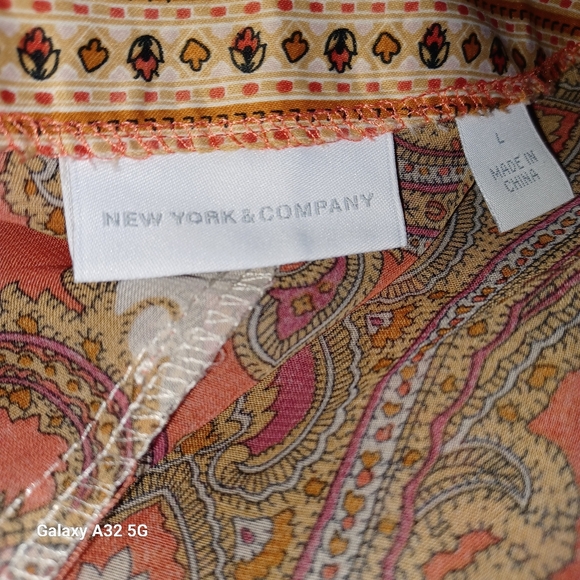 L
MADE IN
CHINA
NEW YORK & COMPANY
Galaxy A32 5G